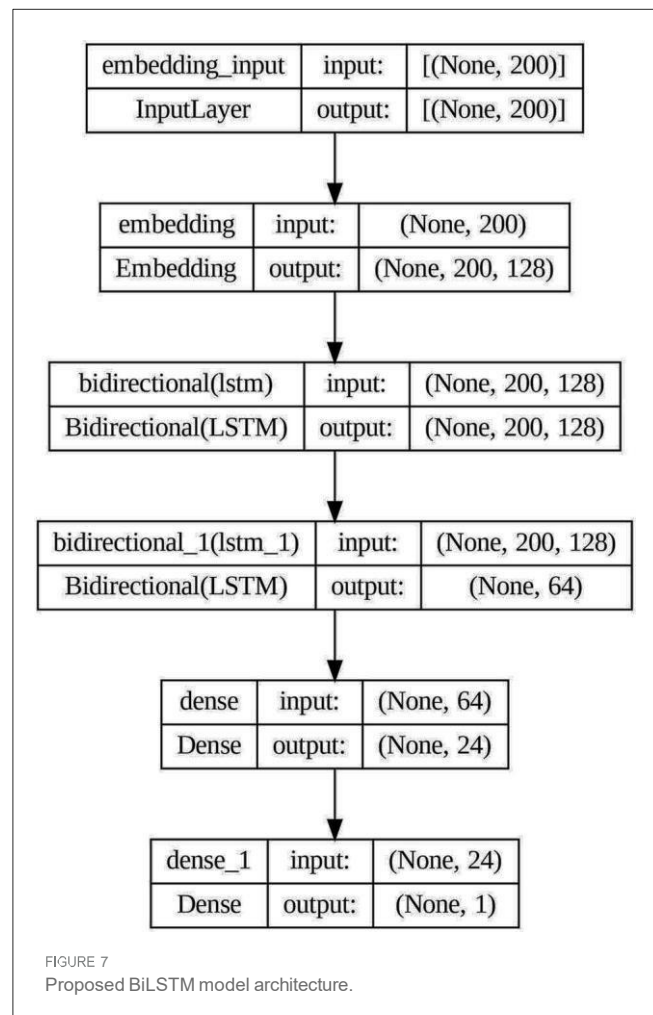 embedding_input input: [(None, 200)]
InputLayer output: [(None, 200)]
embedding input: (None, 200)
Embedding output: (None, 200, 128)
bidirectional(lstm) input: (None, 200, 128)
Bidirectional(LSTM) output: (None, 200, 128)
bidirectional_1(lstm_1) input: (None, 200, 128)
Bidirectional(LSTM) output: (None, 64)
dense input: (None, 64)
Dense output: (None, 24)
dense_1 input: (None, 24)
Dense output: (None, 1)
FIGURE 7
Proposed BiLSTM model architecture.